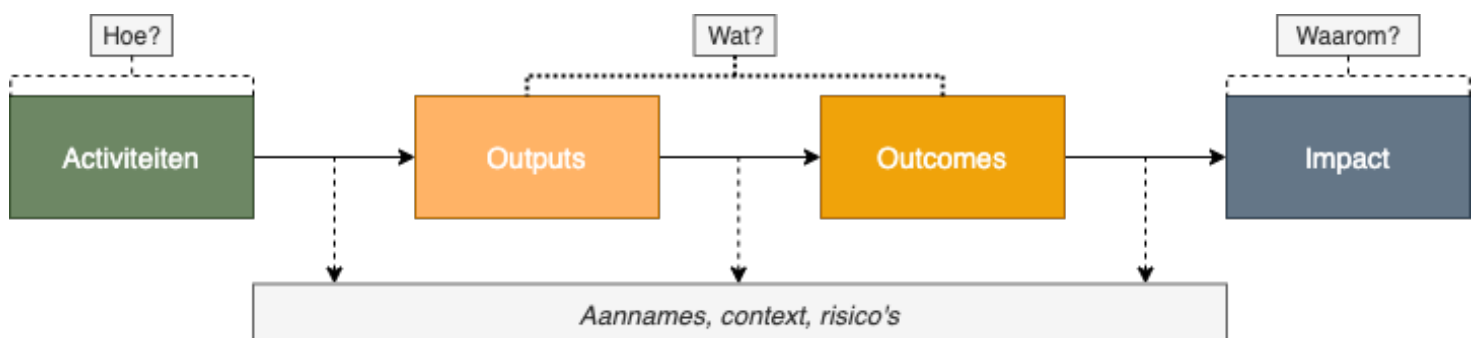 Hoe?
Wat?
Waarom?
Activiteiten
Outputs
Outcomes
Impact
Aannames, context, risico's